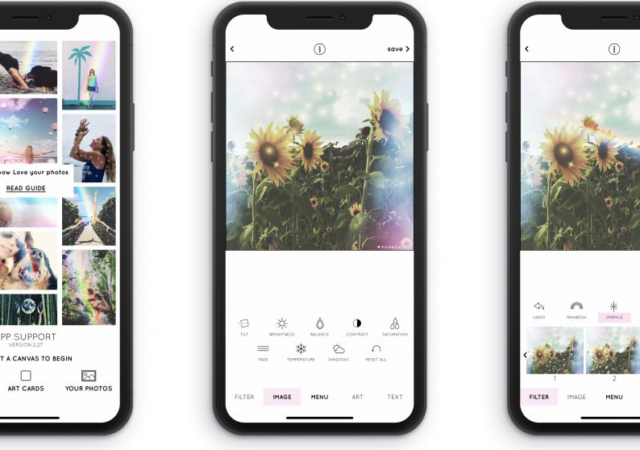 now Love your photos
READ GUIDE
PP SUPPORT
VERSION 2.27
T A CANVAS TO BEGIN
ART CARDS
YOUR PHOTOS
save
TILT
BRIGHTNESS
BALANCE
CONTRAST
SATURATION
FADE
TEMPERATURE
SHADOWS
RESET ALL
FILTER
IMAGE
MENU
ART
TEXT
UNDO
RAINBOW
SPARKLE
1
2
FILTER
IMAGE
MENU